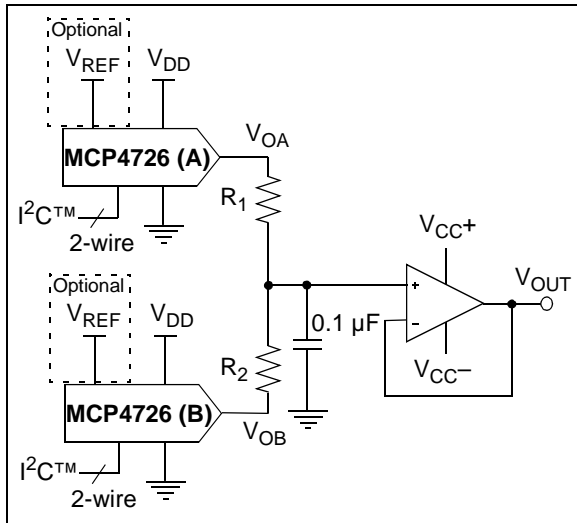 Optional
VREF
VDD
MCP4726 (A)
VOA
I²C™
2-wire
R1
VCC+
VOUT
+
–
0.1 µF
VCC–
Optional
VREF
VDD
R2
MCP4726 (B)
VOB
I²C™
2-wire